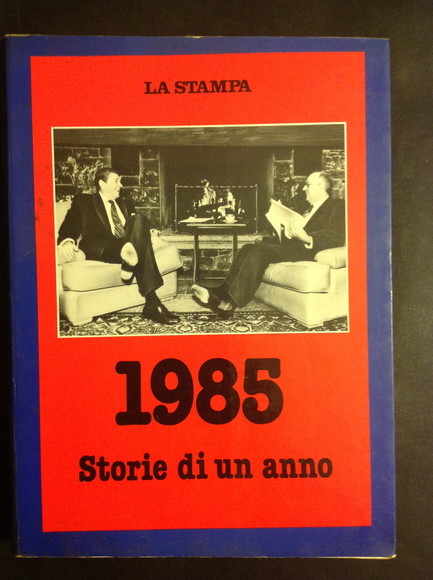 LA STAMPA
1985
Storie di un anno